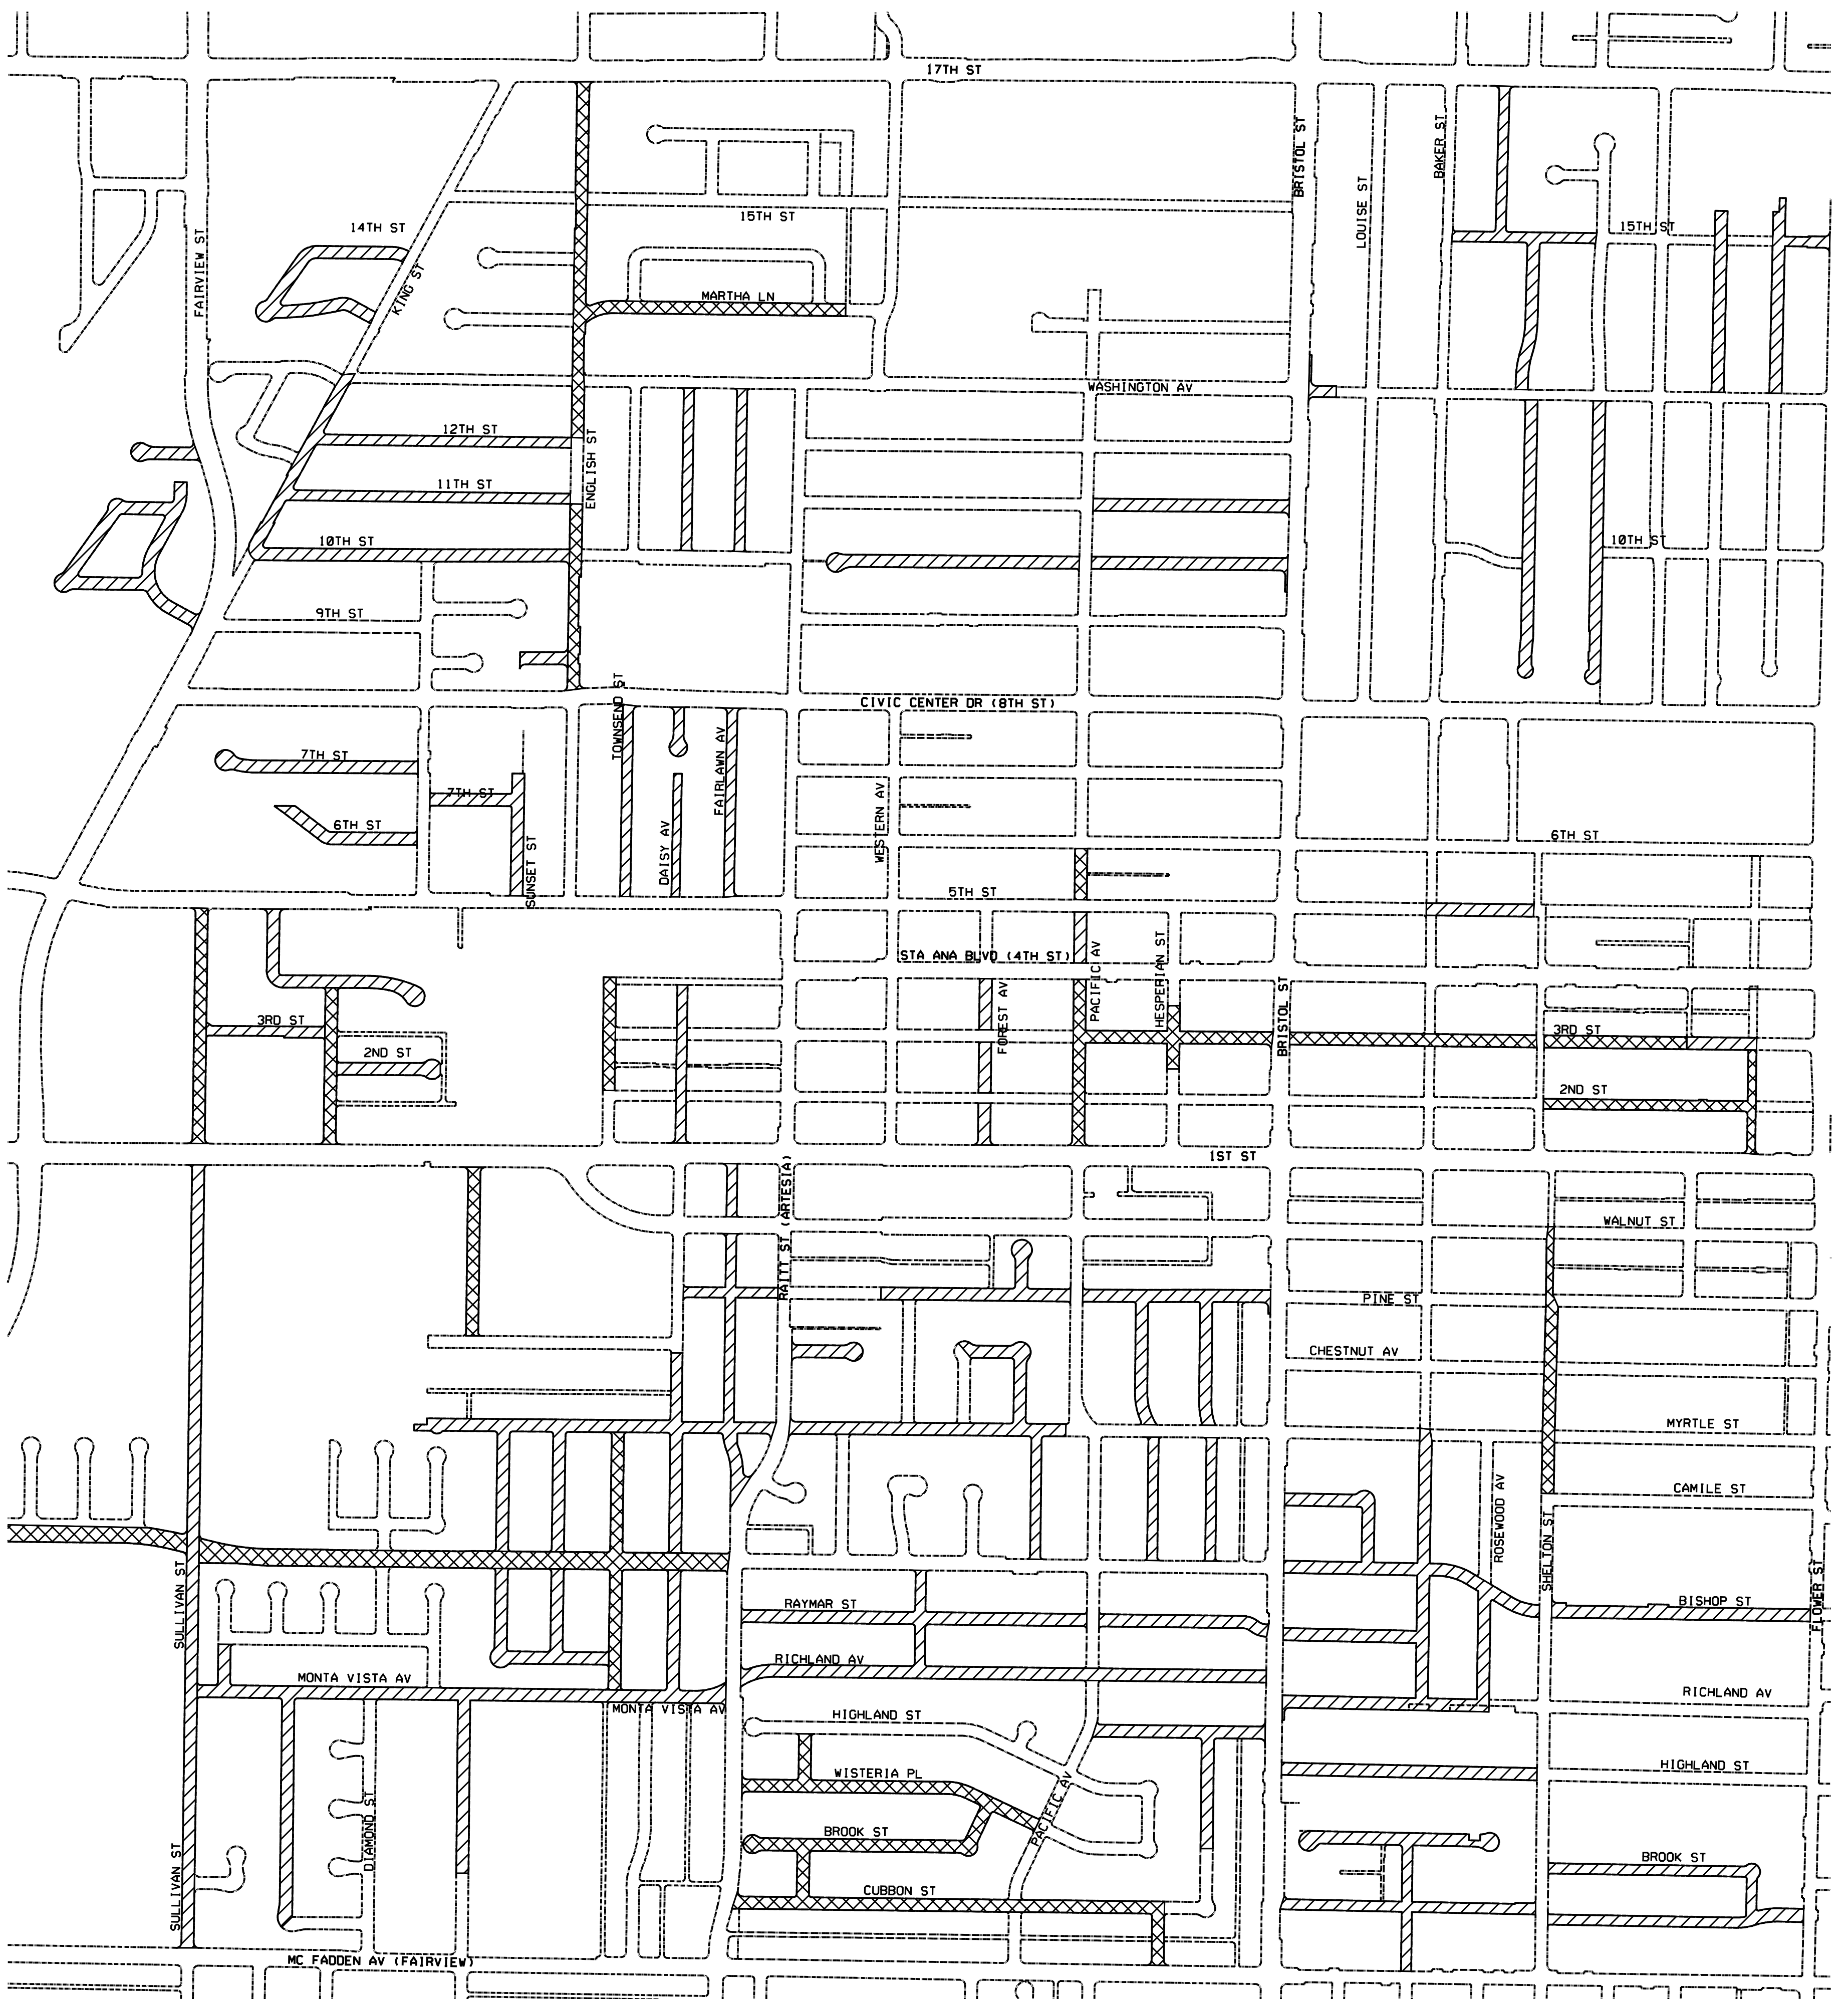 17TH ST
BRISTOL ST
BAKER ST
LOUISE ST
15TH ST
15TH ST
14TH ST
FAIRVIEW ST
KING ST
MARTHA LN
WASHINGTON AV
12TH ST
ENGLISH ST
11TH ST
10TH ST
10TH ST
9TH ST
TOWNSEND ST
CIVIC CENTER DR (8TH ST)
FAIRLAWN AV
7TH ST
7TH ST
WESTERN AV
6TH ST
6TH ST
DAISY AV
SUNSET ST
5TH ST
STA ANA BLVD (4TH ST)
PACIFIC AV
HESPERIAN ST
FOREST AV
BRISTOL ST
3RD ST
3RD ST
2ND ST
2ND ST
1ST ST
RAITT ST (ARTESIA)
WALNUT ST
PINE ST
CHESTNUT AV
MYRTLE ST
ROSEWOOD AV
CAMILE ST
SHELTON ST
FLOWER ST
SULLIVAN ST
RAYMAR ST
BISHOP ST
RICHLAND AV
MONTA VISTA AV
RICHLAND AV
MONTA VISTA AV
HIGHLAND ST
HIGHLAND ST
WISTERIA PL
PACIFIC AV
DIAMOND ST
BROOK ST
BROOK ST
SULLIVAN ST
CUBBON ST
MC FADDEN AV (FAIRVIEW)